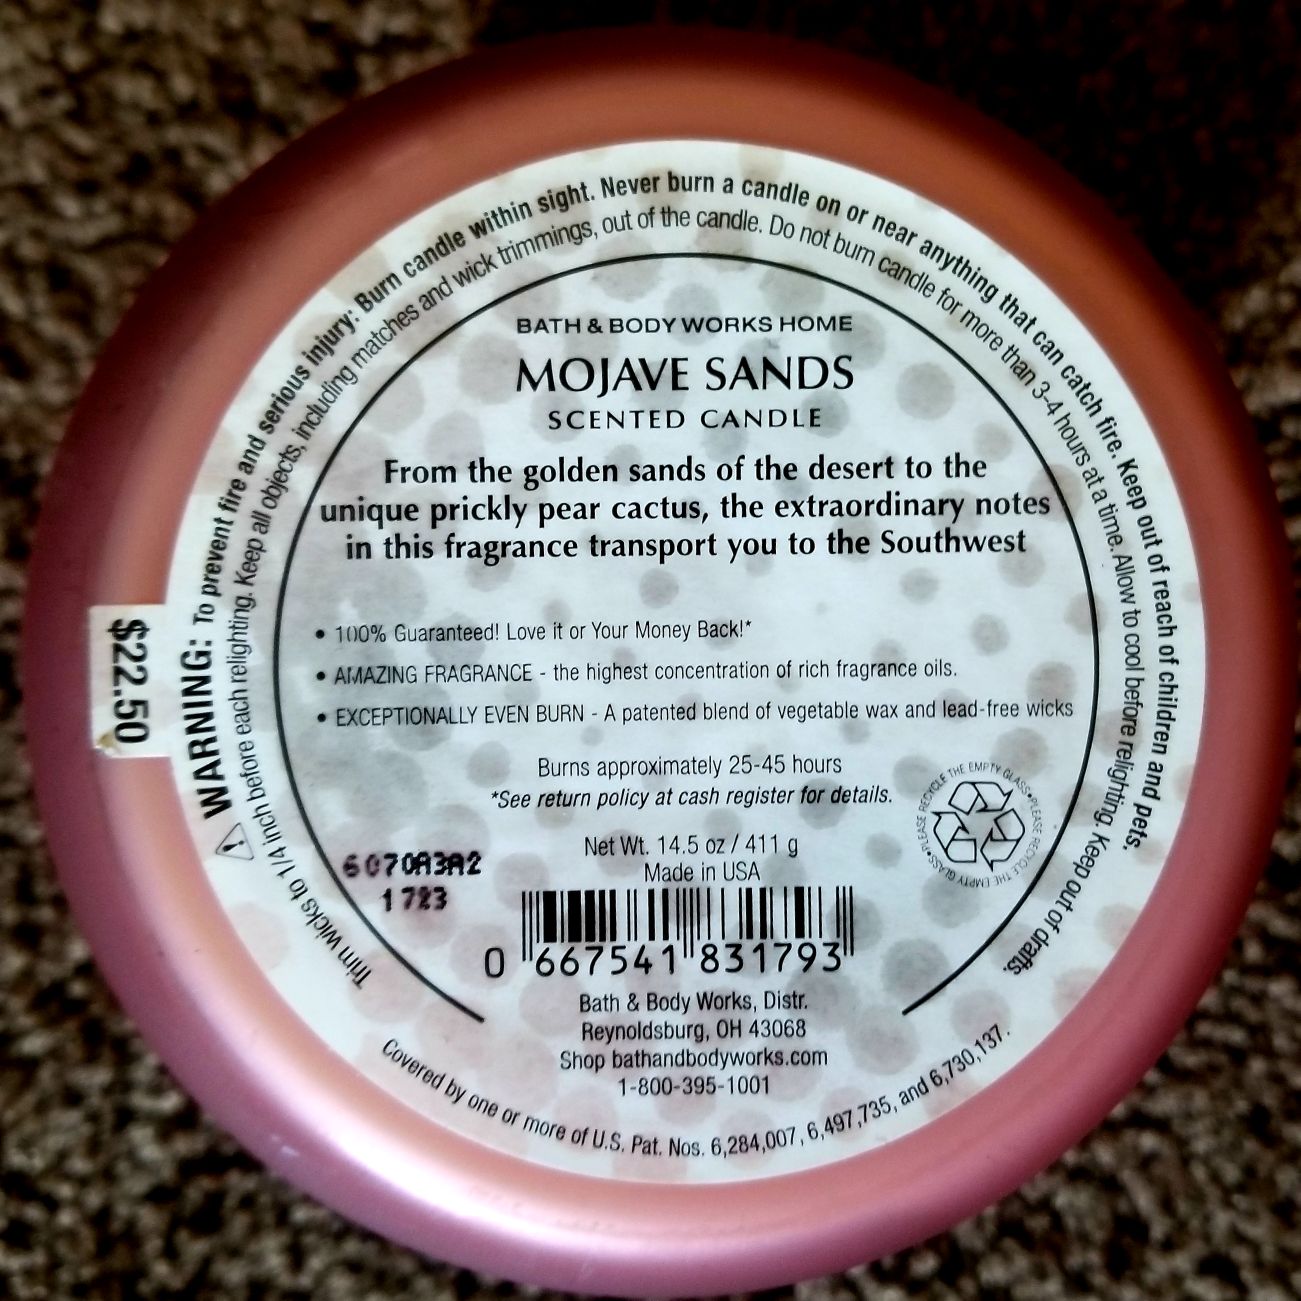 WARNING: To prevent fire and serious injury: Burn candle within sight. Never burn a candle on or near anything that can catch fire. Keep out of reach of children and pets.
Trim wicks to 1/4 inch before each relighting. Keep all objects, including matches and wick trimmings, out of the candle. Do not burn candle for more than 3-4 hours at a time. Allow to cool before relighting. Keep out of drafts.
BATH & BODY WORKS HOME
MOJAVE SANDS
SCENTED CANDLE
From the golden sands of the desert to the
unique prickly pear cactus, the extraordinary notes
in this fragrance transport you to the Southwest
$22.50
• 100% Guaranteed! Love it or Your Money Back!*
• AMAZING FRAGRANCE - the highest concentration of rich fragrance oils.
• EXCEPTIONALLY EVEN BURN - A patented blend of vegetable wax and lead-free wicks
Burns approximately 25-45 hours
*See return policy at cash register for details.
PLEASE RECYCLE THE EMPTY GLASS • PLEASE RECYCLE THE EMPTY GLASS •
Net Wt. 14.5 oz / 411 g
Made in USA
6070A3A2
1723
0 667541 831793
Bath & Body Works, Distr.
Reynoldsburg, OH 43068
Shop bathandbodyworks.com
1-800-395-1001
Covered by one or more of U.S. Pat. Nos. 6,284,007, 6,497,735, and 6,730,137.